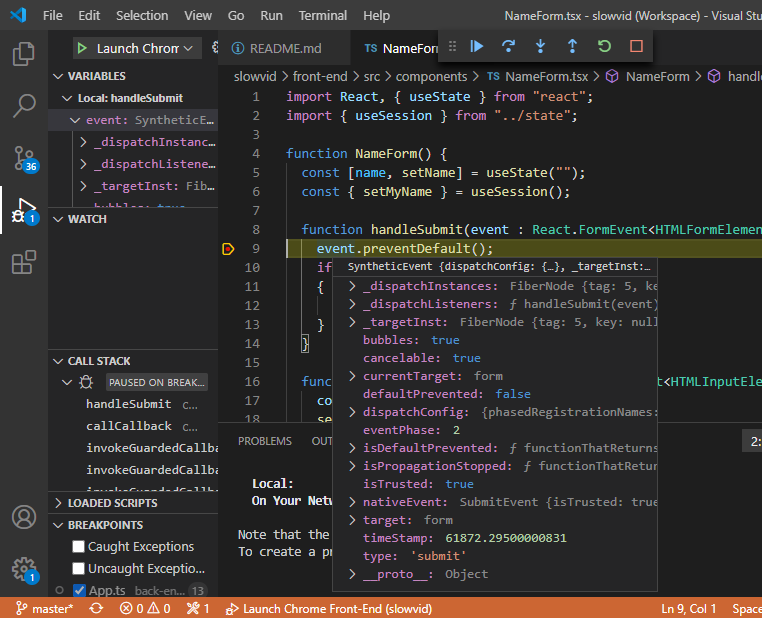 File Edit Selection View Go Run Terminal Help NameForm.tsx - slowvid (Workspace) - Visual Stu
Launch Chrom
README.md
TS NameForm
VARIABLES
Local: handleSubmit
event: SyntheticE…
_dispatchInstanc…
_dispatchListene…
_targetInst: Fib…
bubbles: true
WATCH
CALL STACK
PAUSED ON BREAK…
handleSubmit c…
callCallback c…
invokeGuardedCallba
invokeGuardedCallba
invokeGuardedCallba
LOADED SCRIPTS
BREAKPOINTS
Caught Exceptions
Uncaught Exceptio…
App.ts back-en… 13
36
1
1
slowvid > front-end > src > components > TS NameForm.tsx > NameForm > handle
1 import React, { useState } from "react";
2 import { useSession } from "../state";
3
4 function NameForm() {
5 const [name, setName] = useState("");
6 const { setMyName } = useSession();
7
8 function handleSubmit(event : React.FormEvent<HTMLFormElemen
9 event.preventDefault();
10 if
11 {
12
13 }
14 }
15
16 func t<HTMLInputEle
17 co
18 se
SyntheticEvent {dispatchConfig: {…}, _targetInst:…
_dispatchInstances: FiberNode {tag: 5, ke
_dispatchListeners: ƒ handleSubmit(event)
_targetInst: FiberNode {tag: 5, key: null
bubbles: true
cancelable: true
currentTarget: form
defaultPrevented: false
dispatchConfig: {phasedRegistrationNames:
eventPhase: 2
isDefaultPrevented: ƒ functionThatReturns
isPropagationStopped: ƒ functionThatRetur
isTrusted: true
nativeEvent: SubmitEvent {isTrusted: true
target: form
timeStamp: 61872.29500000831
type: 'submit'
__proto__: Object
PROBLEMS OUT 2:
Local:
On Your Netw
Note that the
To create a pr
master* 0 0 1 Launch Chrome Front-End (slowvid) Ln 9, Col 1 Space